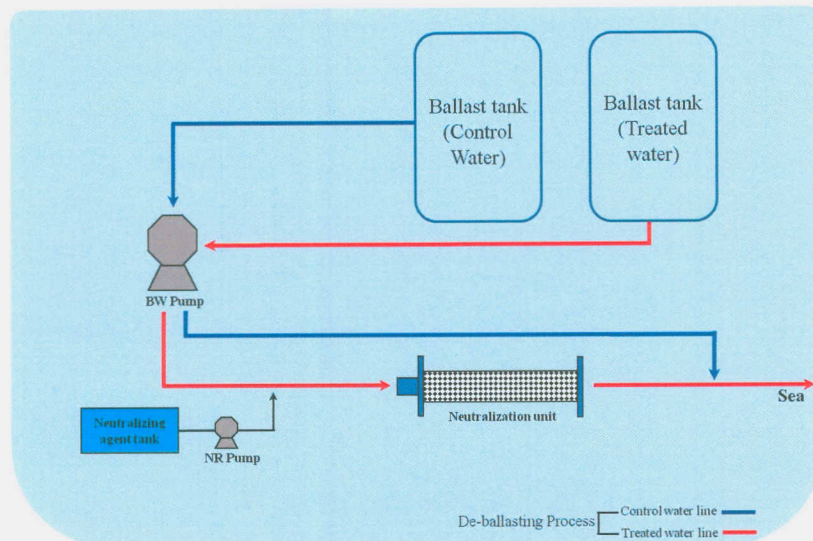 Ballast tank
(Control
Water)
Ballast tank
(Treated
water)
BW Pump
Neutralizing
agent tank
NR Pump
Neutralization unit
Sea
De-ballasting Process
Control water line
Treated water line